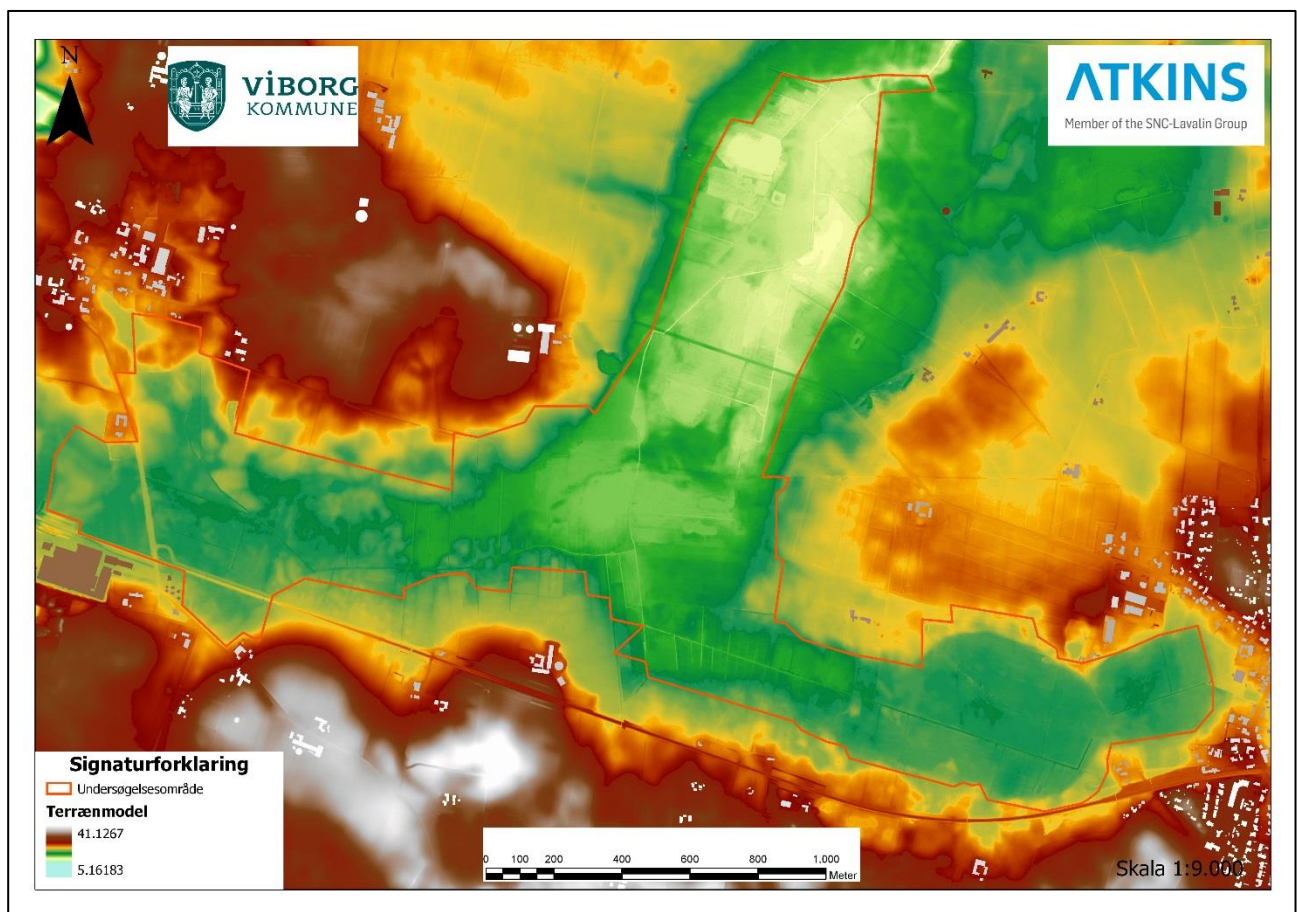 N
VIBORG
KOMMUNE
ATKINS
Member of the SNC-Lavalin Group
Signaturforklaring
Undersøgelsesområde
Terrænmodel
41.1267
5.16183
0 100 200 400 600 800 1.000
Meter
Skala 1:9.000